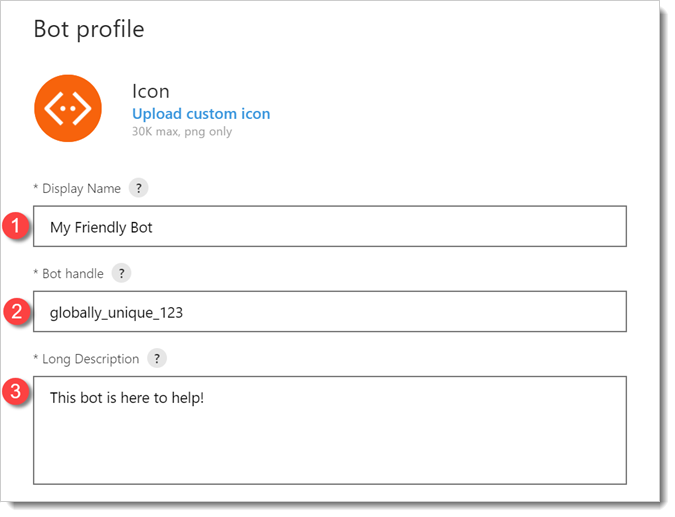 Bot profile
Icon
Upload custom icon
30K max, png only
* Display Name ?
1 My Friendly Bot
* Bot handle ?
2 globally_unique_123
* Long Description ?
3 This bot is here to help!